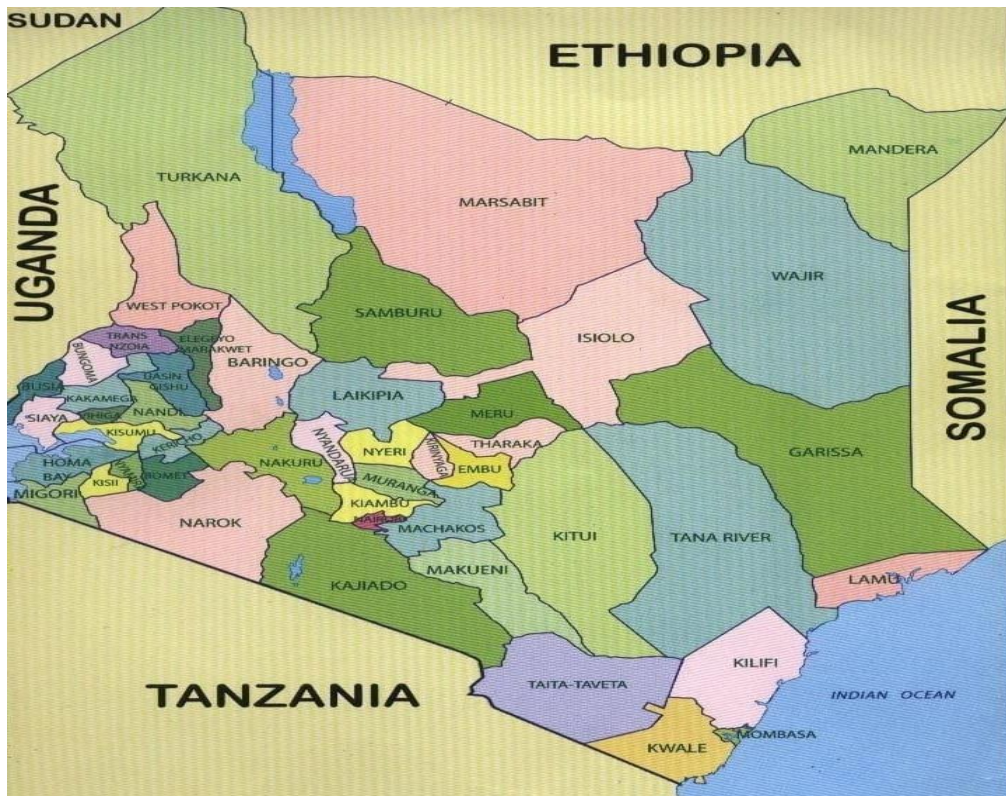 SUDAN
ETHIOPIA
MANDERA
TURKANA
MARSABIT
UGANDA
WAJIR
WEST POKOT
SAMBURU
SOMALIA
TRANS
NZOIA
ELEGEYO
MARAKWET
ISIOLO
BUNGOMA
BARINGO
UASIN
GISHU
BUSIA
KAKAMEGA
LAIKIPIA
SIAYA
VIHIGA
NANDI
MERU
KISUMU
KERICHO
NYANDARUA
NYERI
KIRINYAGA
THARAKA
GARISSA
HOMA
BAY
NAKURU
EMBU
KISII
BOMET
MURANGA
MIGORI
KIAMBU
NAROK
NAIROBI
MACHAKOS
KITUI
TANA RIVER
MAKUENI
KAJIADO
LAMU
KILIFI
TANZANIA
TAITA-TAVETA
INDIAN OCEAN
MOMBASA
KWALE